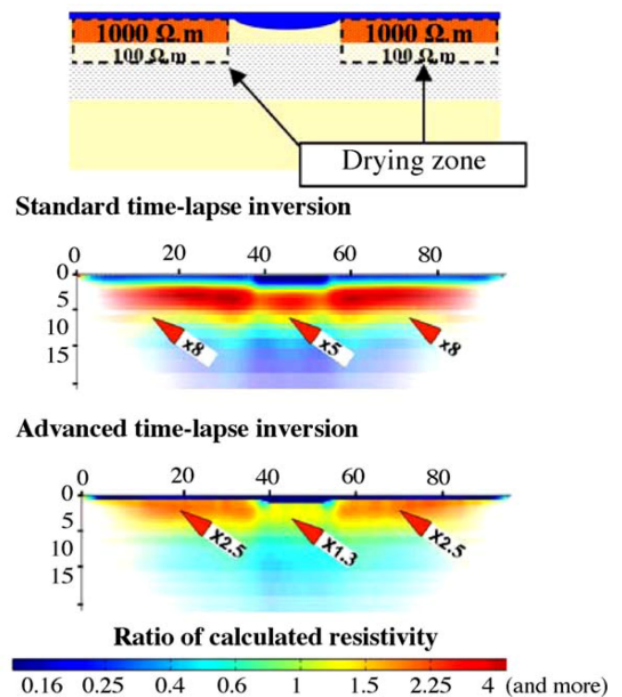 1000 Ω.m 1000 Ω.m
100 Ω.m 100 Ω.m
Drying zone
Standard time-lapse inversion
0 20 40 60 80
0
5
10
15
x8 x5 x8
Advanced time-lapse inversion
0 20 40 60 80
0
5
10
15
X2.5 X1.3 X2.5
Ratio of calculated resistivity
0.16 0.25 0.4 0.6 1 1.5 2.25 4 (and more)